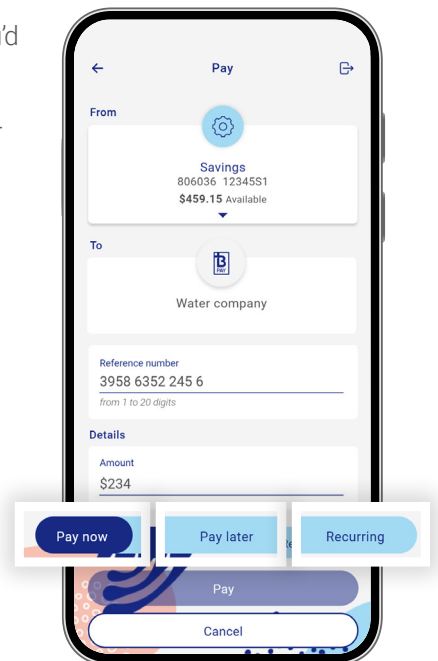 'd
Pay
From
Savings
806036 12345S1
$459.15 Available
To
B
PAY
Water company
Reference number
3958 6352 245 6
from 1 to 20 digits
Details
Amount
$234
Pay now
Pay later
Recurring
Pay
Cancel